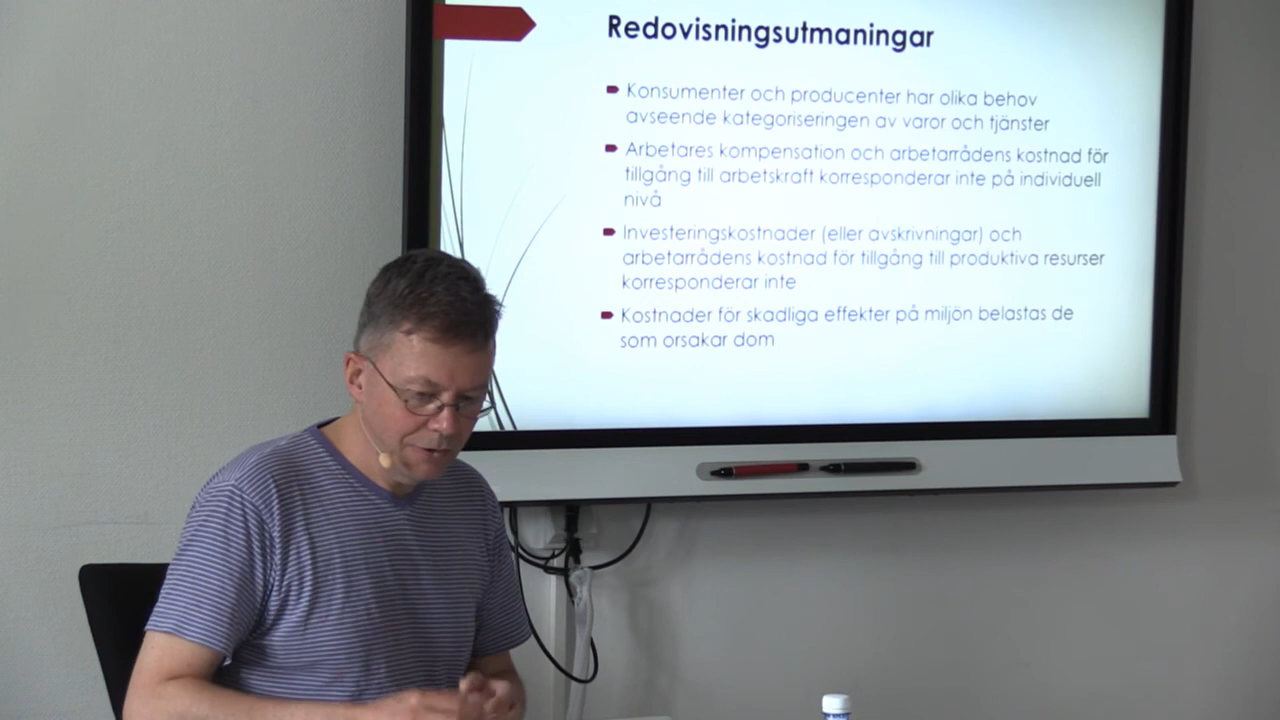 Redovisningsutmaningar
Konsumenter och producenter har olika behov
avseende kategoriseringen av varor och tjänster
Arbetares kompensation och arbetarrådens kostnad för
tillgång till arbetskraft korresponderar inte på individuell
nivå
Investeringskostnader (eller avskrivningar) och
arbetarrådens kostnad för tillgång till produktiva resurser
korresponderar inte
Kostnader för skadliga effekter på miljön belastas de
som orsakar dom